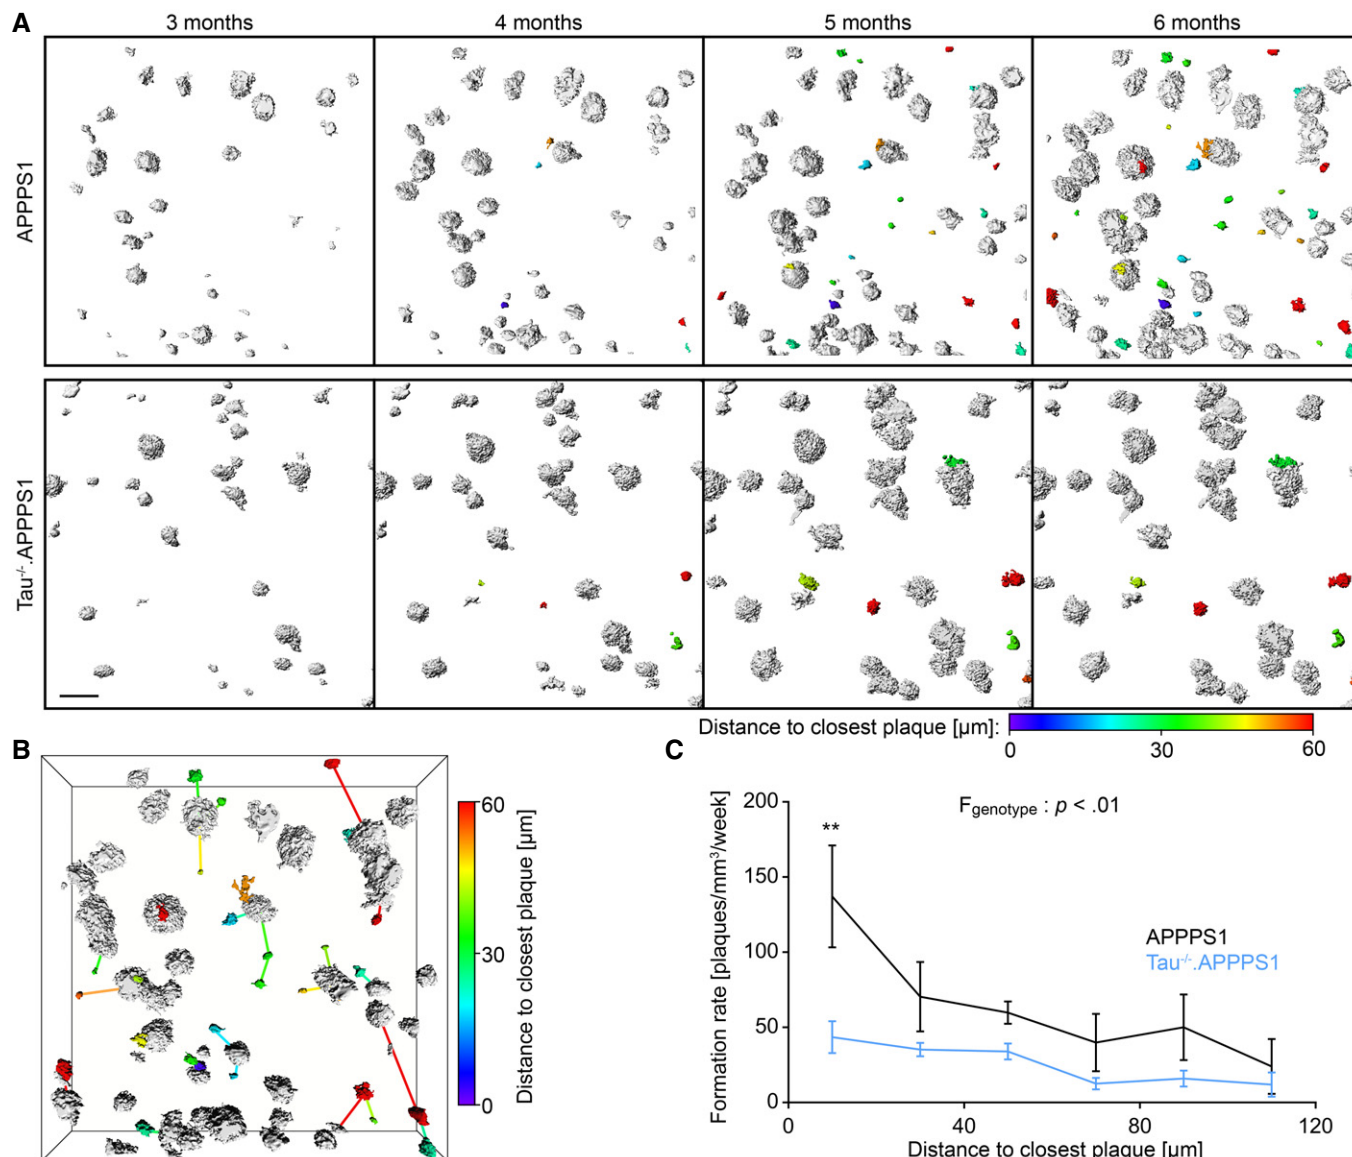 A
3 months
4 months
5 months
6 months
APPPS1
Tau-/-.APPPS1
Distance to closest plaque [µm]:
0
30
60
B
60
30
0
Distance to closest plaque [µm]
C
Fgenotype : p < .01
**
APPPS1
Tau-/-.APPPS1
Formation rate [plaques/mm³/week]
200
150
100
50
0
0
40
80
120
Distance to closest plaque [µm]